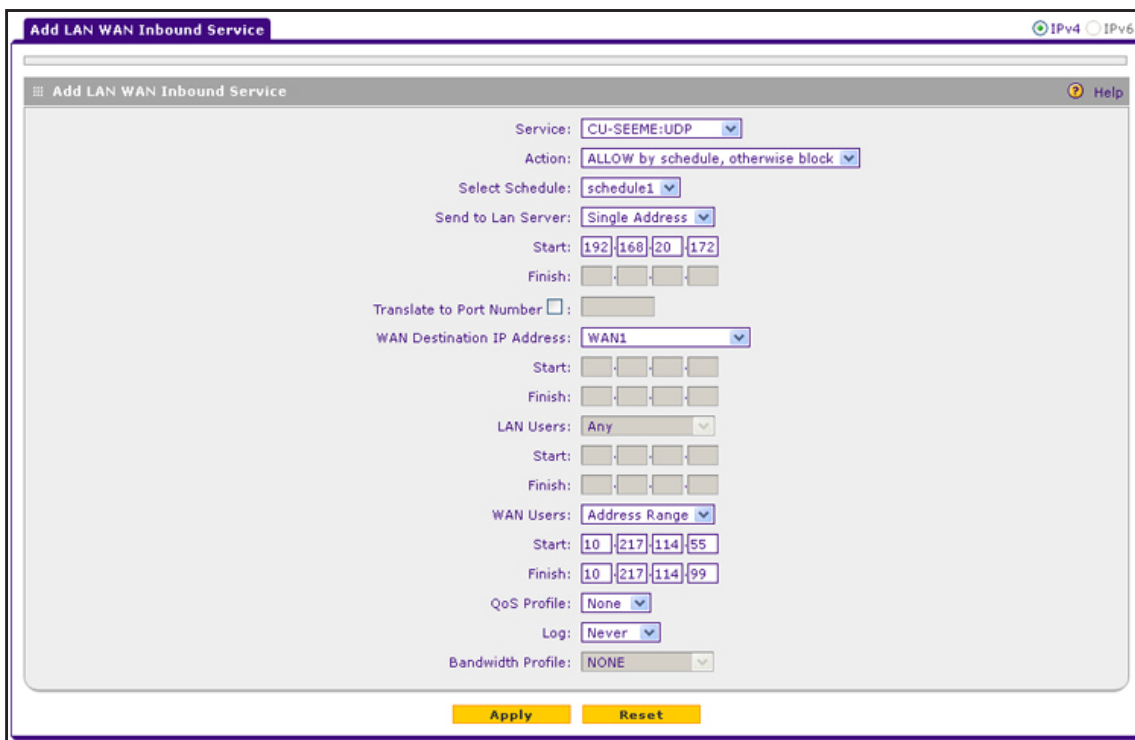 Add LAN WAN Inbound Service IPv4 IPv6
Add LAN WAN Inbound Service Help
Service: CU-SEEME:UDP
Action: ALLOW by schedule, otherwise block
Select Schedule: schedule1
Send to Lan Server: Single Address
Start: 192.168.20.172
Finish: . . .
Translate to Port Number :
WAN Destination IP Address: WAN1
Start: . . .
Finish: . . .
LAN Users: Any
Start: . . .
Finish: . . .
WAN Users: Address Range
Start: 10.217.114.55
Finish: 10.217.114.99
QoS Profile: None
Log: Never
Bandwidth Profile: NONE
Apply Reset